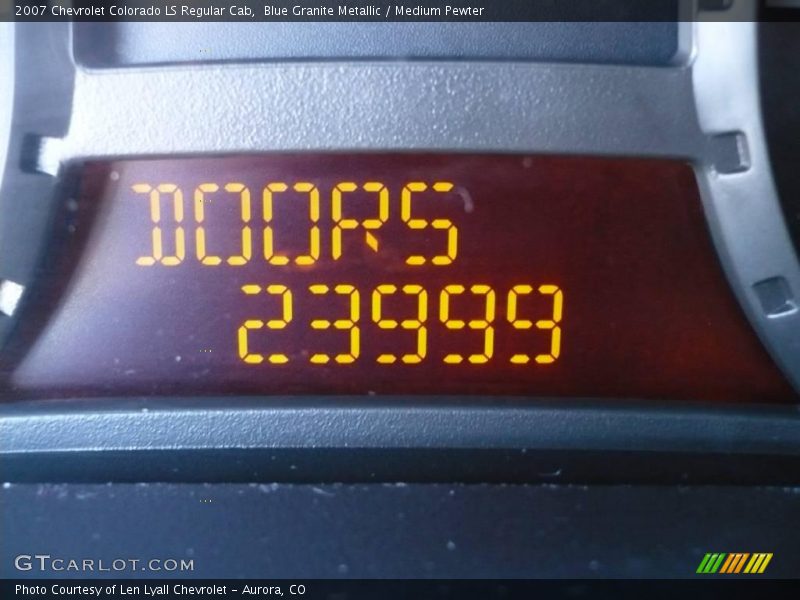 2007 Chevrolet Colorado LS Regular Cab,  Blue Granite Metallic / Medium Pewter
DOORS
23999
GTCARLOT.COM
Photo Courtesy of Len Lyall Chevrolet - Aurora, CO